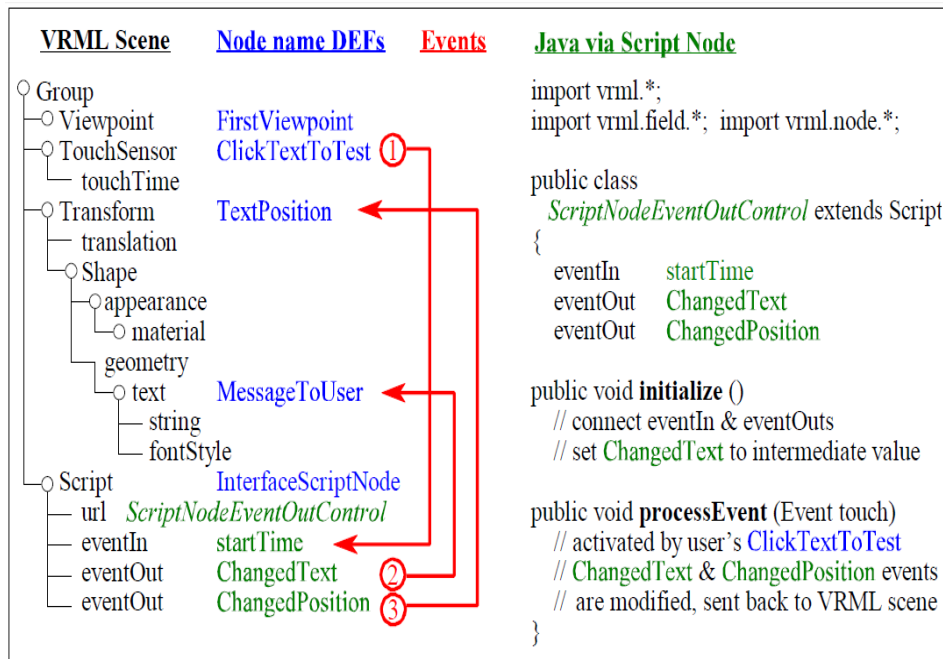 VRML Scene Node name DEFs Events
Group
Viewpoint FirstViewpoint
TouchSensor ClickTextToTest 1
touchTime
Transform TextPosition
translation
Shape
appearance
material
geometry
text MessageToUser
string
fontStyle
Script InterfaceScriptNode
url ScriptNodeEventOutControl
eventIn startTime
eventOut ChangedText 2
eventOut ChangedPosition 3
Java via Script Node
import vrml.*;
import vrml.field.*; import vrml.node.*;
public class
ScriptNodeEventOutControl extends Script
{
eventIn startTime
eventOut ChangedText
eventOut ChangedPosition
public void initialize ()
// connect eventIn & eventOuts
// set ChangedText to intermediate value
public void processEvent (Event touch)
// activated by user's ClickTextToTest
// ChangedText & ChangedPosition events
// are modified, sent back to VRML scene
}